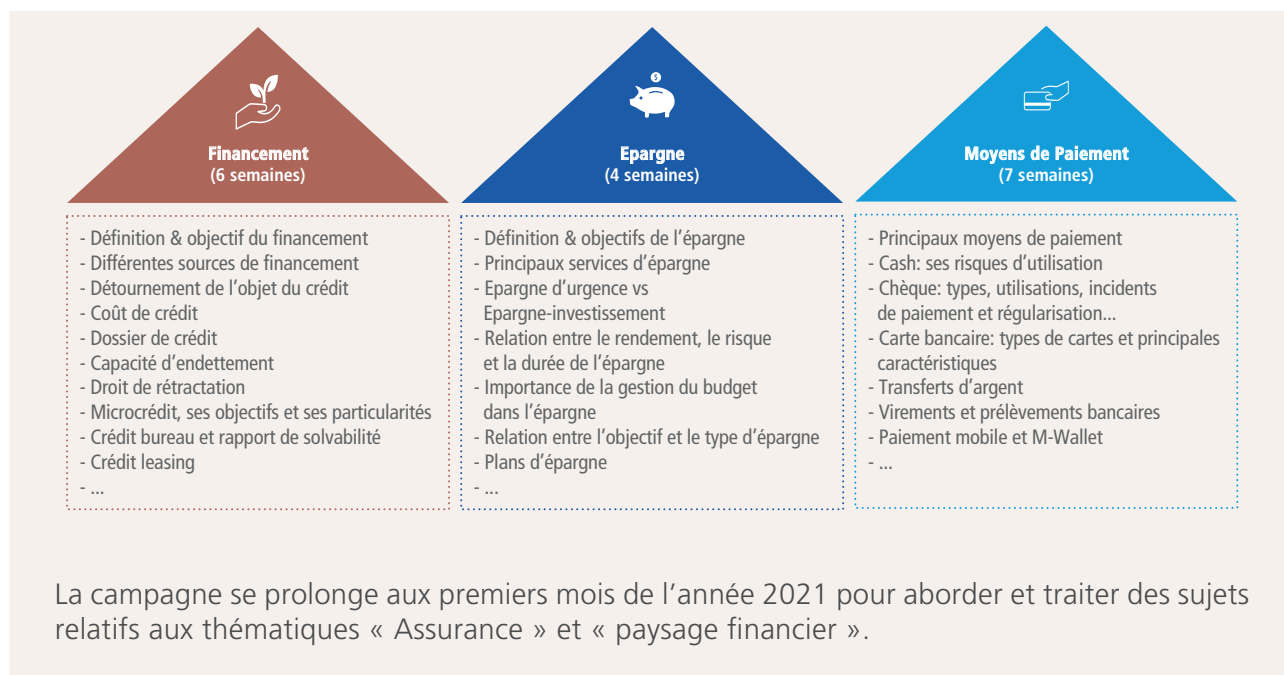 Financement
(6 semaines)
- Définition & objectif du financement
- Différentes sources de financement
- Détournement de l'objet du crédit
- Coût de crédit
- Dossier de crédit
- Capacité d'endettement
- Droit de rétractation
- Microcrédit, ses objectifs et ses particularités
- Crédit bureau et rapport de solvabilité
- Crédit leasing
- ...
Epargne
(4 semaines)
- Définition & objectifs de l'épargne
- Principaux services d'épargne
- Epargne d'urgence vs
Epargne-investissement
- Relation entre le rendement, le risque
et la durée de l'épargne
- Importance de la gestion du budget
dans l'épargne
- Relation entre l'objectif et le type d'épargne
- Plans d'épargne
- ...
Moyens de Paiement
(7 semaines)
- Principaux moyens de paiement
- Cash: ses risques d'utilisation
- Chèque: types, utilisations, incidents
de paiement et régularisation...
- Carte bancaire: types de cartes et principales
caractéristiques
- Transferts d'argent
- Virements et prélèvements bancaires
- Paiement mobile et M-Wallet
- ...
La campagne se prolonge aux premiers mois de l'année 2021 pour aborder et traiter des sujets
relatifs aux thématiques « Assurance » et « paysage financier ».